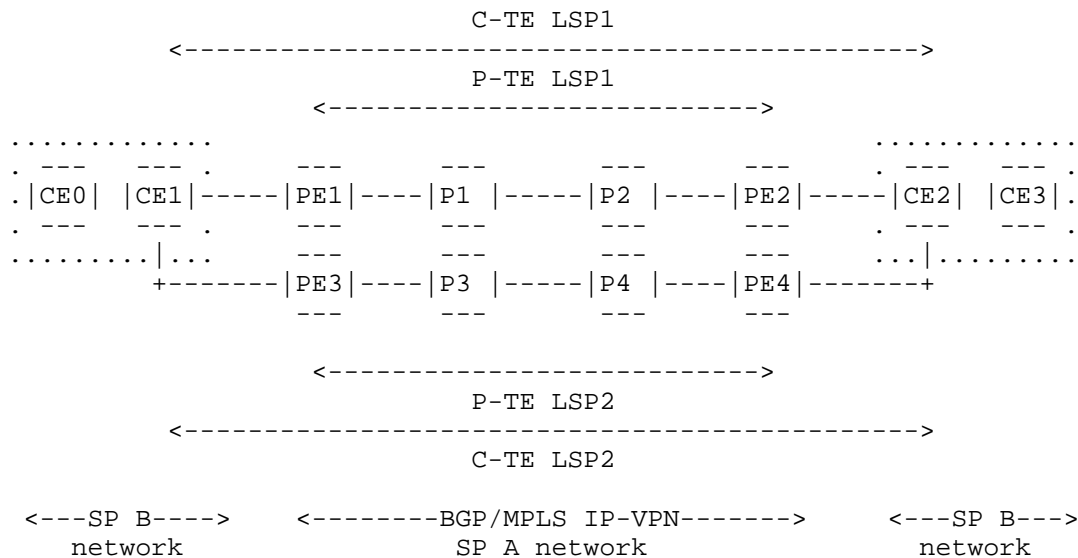 C-TE LSP1
<---------------------------------------------->
P-TE LSP1
<--------------------------->
............. .............
. --- --- . --- --- --- --- . --- --- .
.|CE0| |CE1|-----|PE1|----|P1 |-----|P2 |----|PE2|-----|CE2| |CE3|.
. --- --- . --- --- --- --- . --- --- .
.........|... --- --- --- --- ...|.........
+-------|PE3|----|P3 |-----|P4 |----|PE4|-------+
--- --- --- ---
<--------------------------->
P-TE LSP2
<---------------------------------------------->
C-TE LSP2
<---SP B----> <--------BGP/MPLS IP-VPN-------> <---SP B--->
network SP A network network